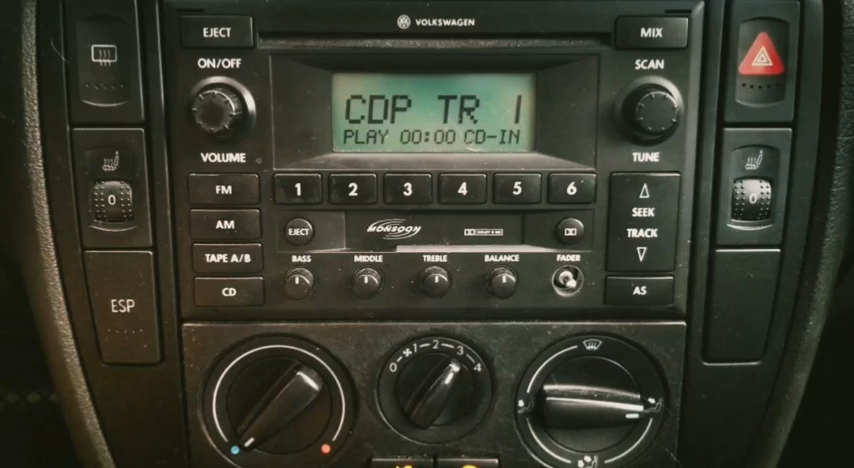 VOLKSWAGEN
EJECT
MIX
ON/OFF
SCAN
CDP TR 1
PLAY 00:00 CD-IN
VOLUME
TUNE
FM
1 2 3 4 5 6
SEEK
AM
EJECT
MONSOON
TRACK
TAPE A/B
BASS MIDDLE TREBLE BALANCE FADER
CD
AS
0
0
ESP
0 1 2 3 4